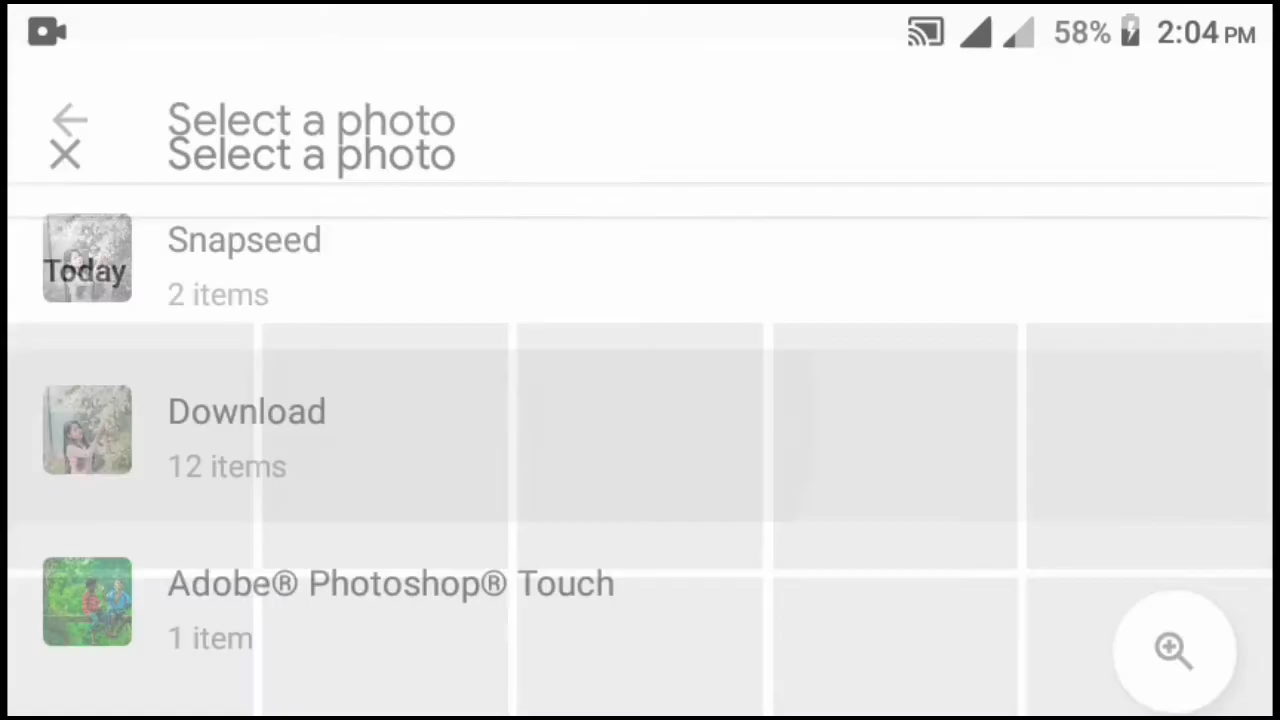 58% 2:04 PM
Select a photo
Select a photo
Snapseed
Today
2 items
Download
12 items
Adobe® Photoshop® Touch
1 item